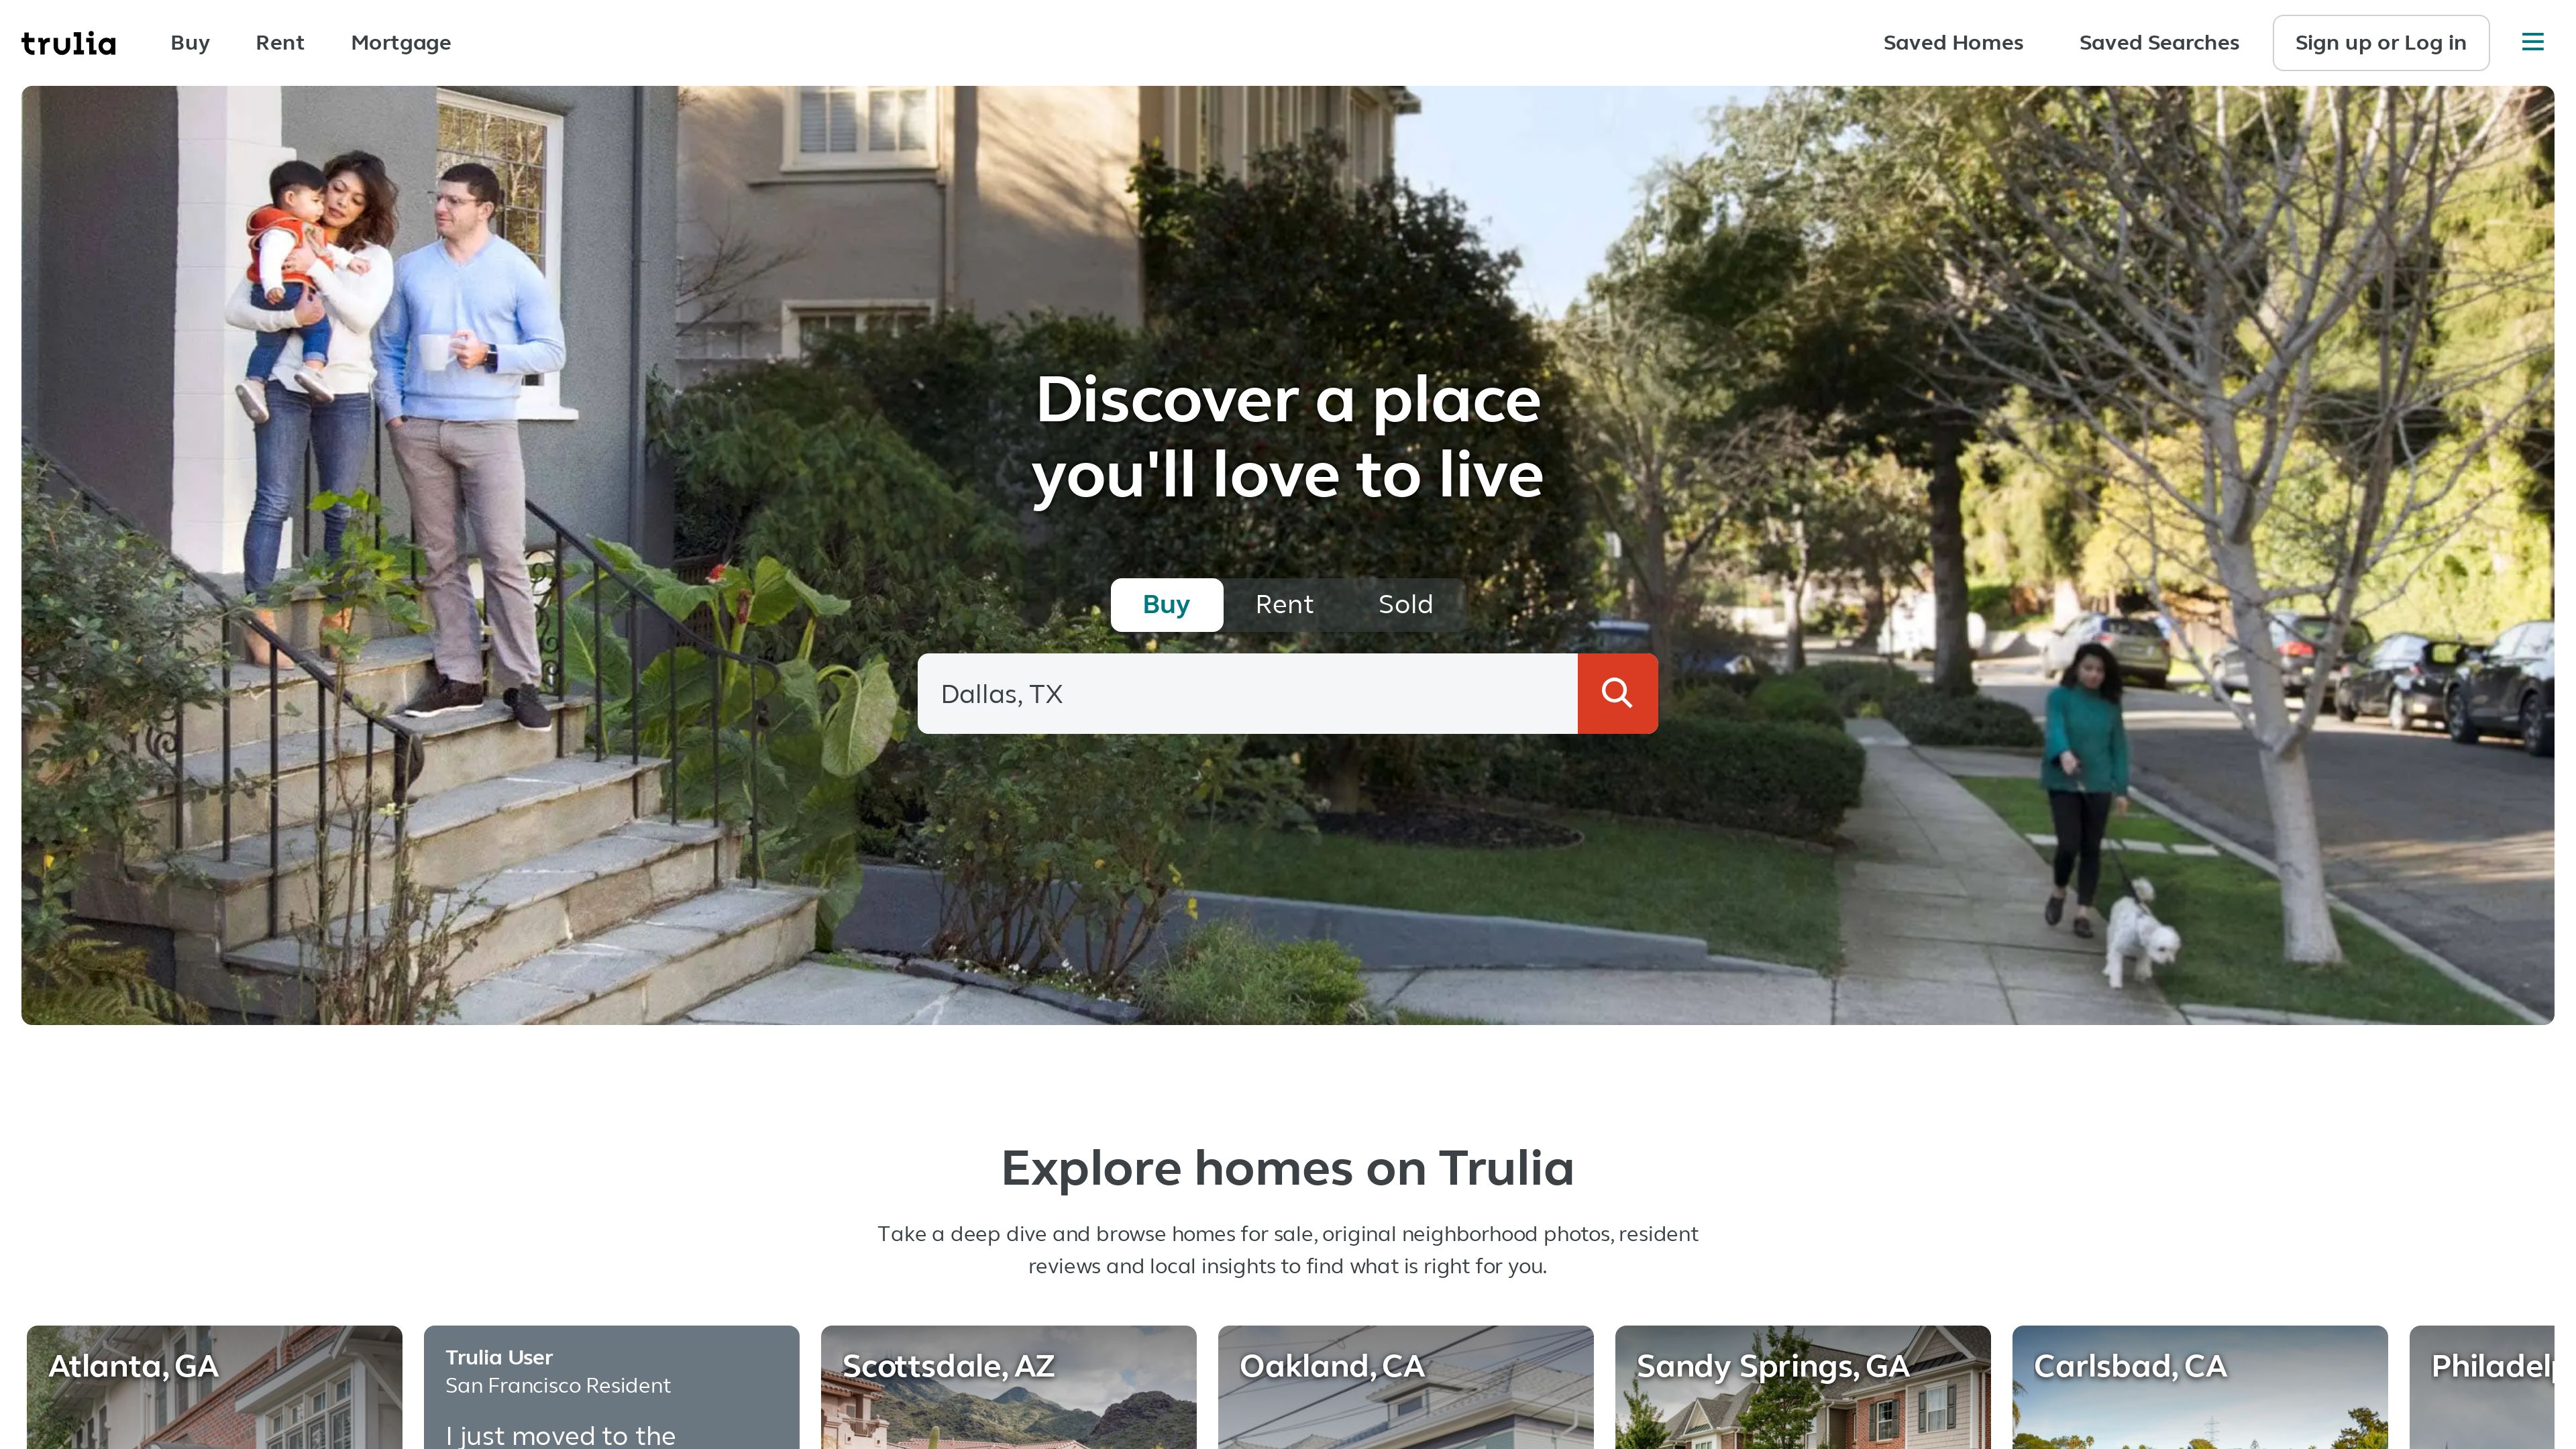 trulia
Buy
Rent
Mortgage
Saved Homes
Saved Searches
Sign up or Log in
Discover a place
you'll love to live
Buy
Rent
Sold
Dallas, TX
Explore homes on Trulia
Take a deep dive and browse homes for sale, original neighborhood photos, resident
reviews and local insights to find what is right for you.
Atlanta, GA
Trulia User
San Francisco Resident
I just moved to the
Scottsdale, AZ
Oakland, CA
Sandy Springs, GA
Carlsbad, CA